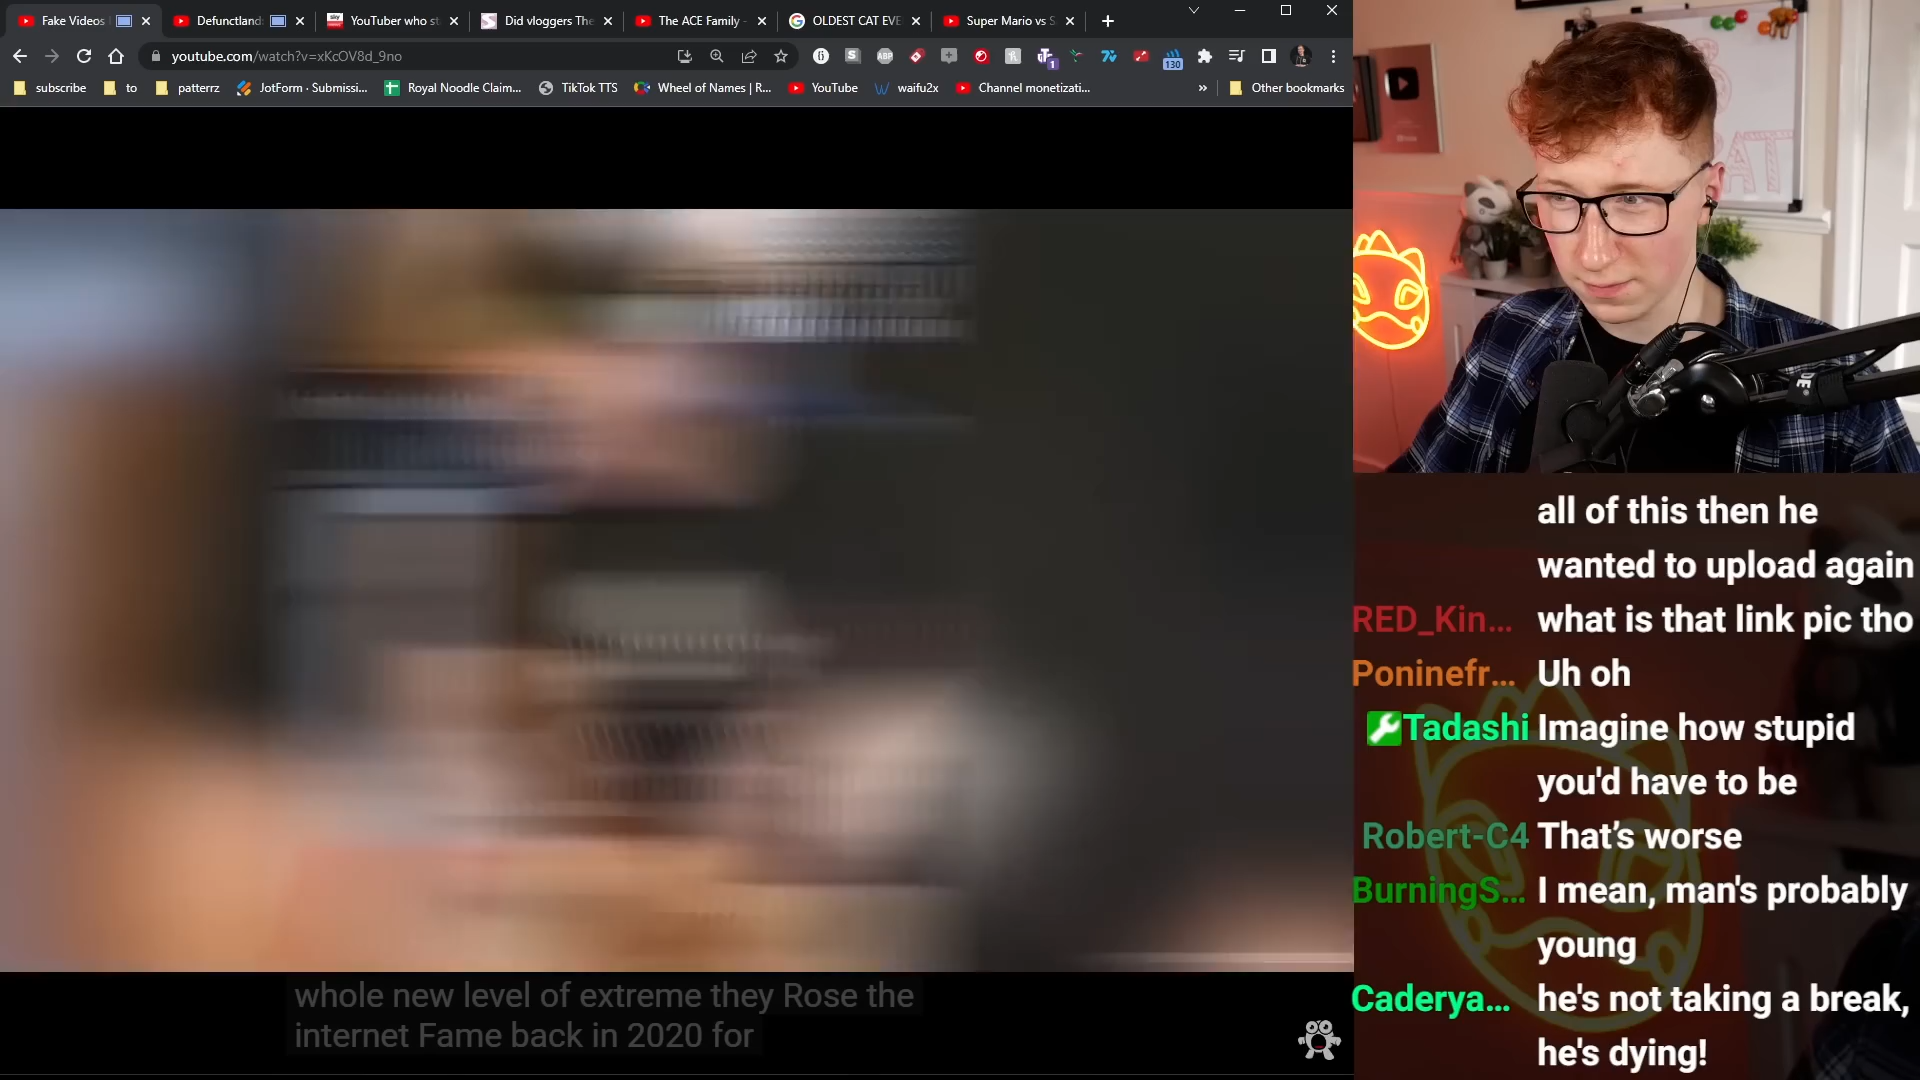 Fake Videos
Defunctland:
YouTuber who st
Did vloggers The
The ACE Family -
OLDEST CAT EVE
Super Mario vs S
youtube.com/watch?v=xKcOV8d_9no
ABP
1
130
subscribe
to
patterrz
JotForm · Submissi...
Royal Noodle Claim...
TikTok TTS
Wheel of Names | R...
YouTube
waifu2x
Channel monetizati...
»
Other bookmarks
whole new level of extreme they Rose the
internet Fame back in 2020 for
all of this then he
wanted to upload again
RED_Kin... what is that link pic tho
Poninefr... Uh oh
Tadashi Imagine how stupid
you'd have to be
Robert-C4 That's worse
BurningS... I mean, man's probably
young
Caderya... he's not taking a break,
he's dying!